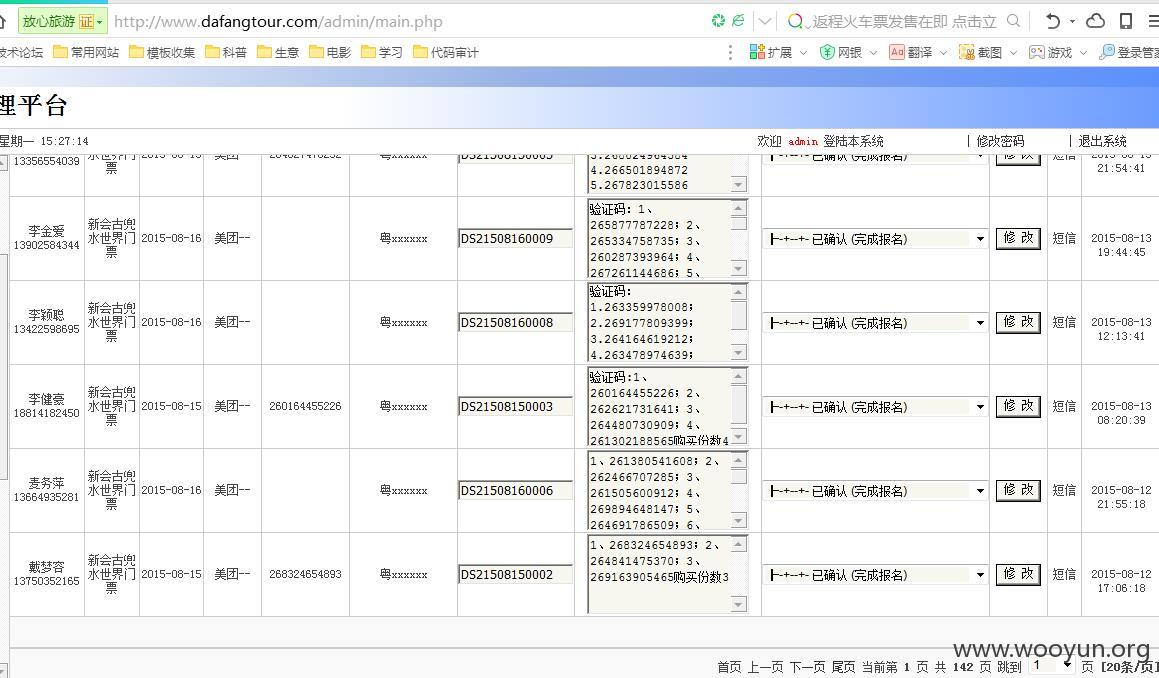 放心旅游 证 http://www.dafangtour.com/admin/main.php 返程火车票发售在即 点击立
技术论坛 常用网站 模板收集 科普 生意 电影 学习 代码审计 扩展 网银 翻译 截图 游戏 登录管家
理平台
星期一 15:27:14 欢迎 admin 登陆本系统 | 修改密码 | 退出系统
13356554039 水世界门票 2015-08-15 美团-- 264827476252 粤xxxxxx DS21508150005
4.266501894872
5.267823015586
已确认 (完成报名) 修改 短信 2015-08-13
21:54:41
李金爱
13902584344
新会古兜
水世界门
票
2015-08-16 美团-- 粤xxxxxx DS21508160009
验证码: 1、
265877787228; 2、
265334758735; 3、
260287393964; 4、
267261144686; 5、
├-+--+- 已确认 (完成报名) 修 改 短信
2015-08-13
19:44:45
李颖聪
13422598695
新会古兜
水世界门
票
2015-08-16 美团-- 粤xxxxxx DS21508160008
验证码:
1.263359978008;
2.269177809399;
3.264164619212;
4.263478974639;
├-+--+- 已确认 (完成报名) 修 改 短信
2015-08-13
12:13:41
李健豪
18814182450
新会古兜
水世界门
票
2015-08-15 美团-- 260164455226 粤xxxxxx DS21508150003
验证码:1、
260164455226; 2、
262621731641; 3、
264480730909; 4、
261302188565购买份数4
├-+--+- 已确认 (完成报名) 修 改 短信
2015-08-13
08:20:39
麦务萍
13664935281
新会古兜
水世界门
票
2015-08-16 美团-- 粤xxxxxx DS21508160006
1、261380541608; 2、
262466707285; 3、
261505600912; 4、
269894648147; 5、
264691786509; 6、
├-+--+- 已确认 (完成报名) 修 改 短信
2015-08-12
21:55:18
戴梦容
13750352165
新会古兜
水世界门
票
2015-08-15 美团-- 268324654893 粤xxxxxx DS21508150002
1、268324654893; 2、
264841475370; 3、
269163905465购买份数3
├-+--+- 已确认 (完成报名) 修 改 短信
2015-08-12
17:06:18
www.wooyun.org
首页 上一页 下一页 尾页 当前第 1 页 共 142 页 跳到 1 页 [20条/页]